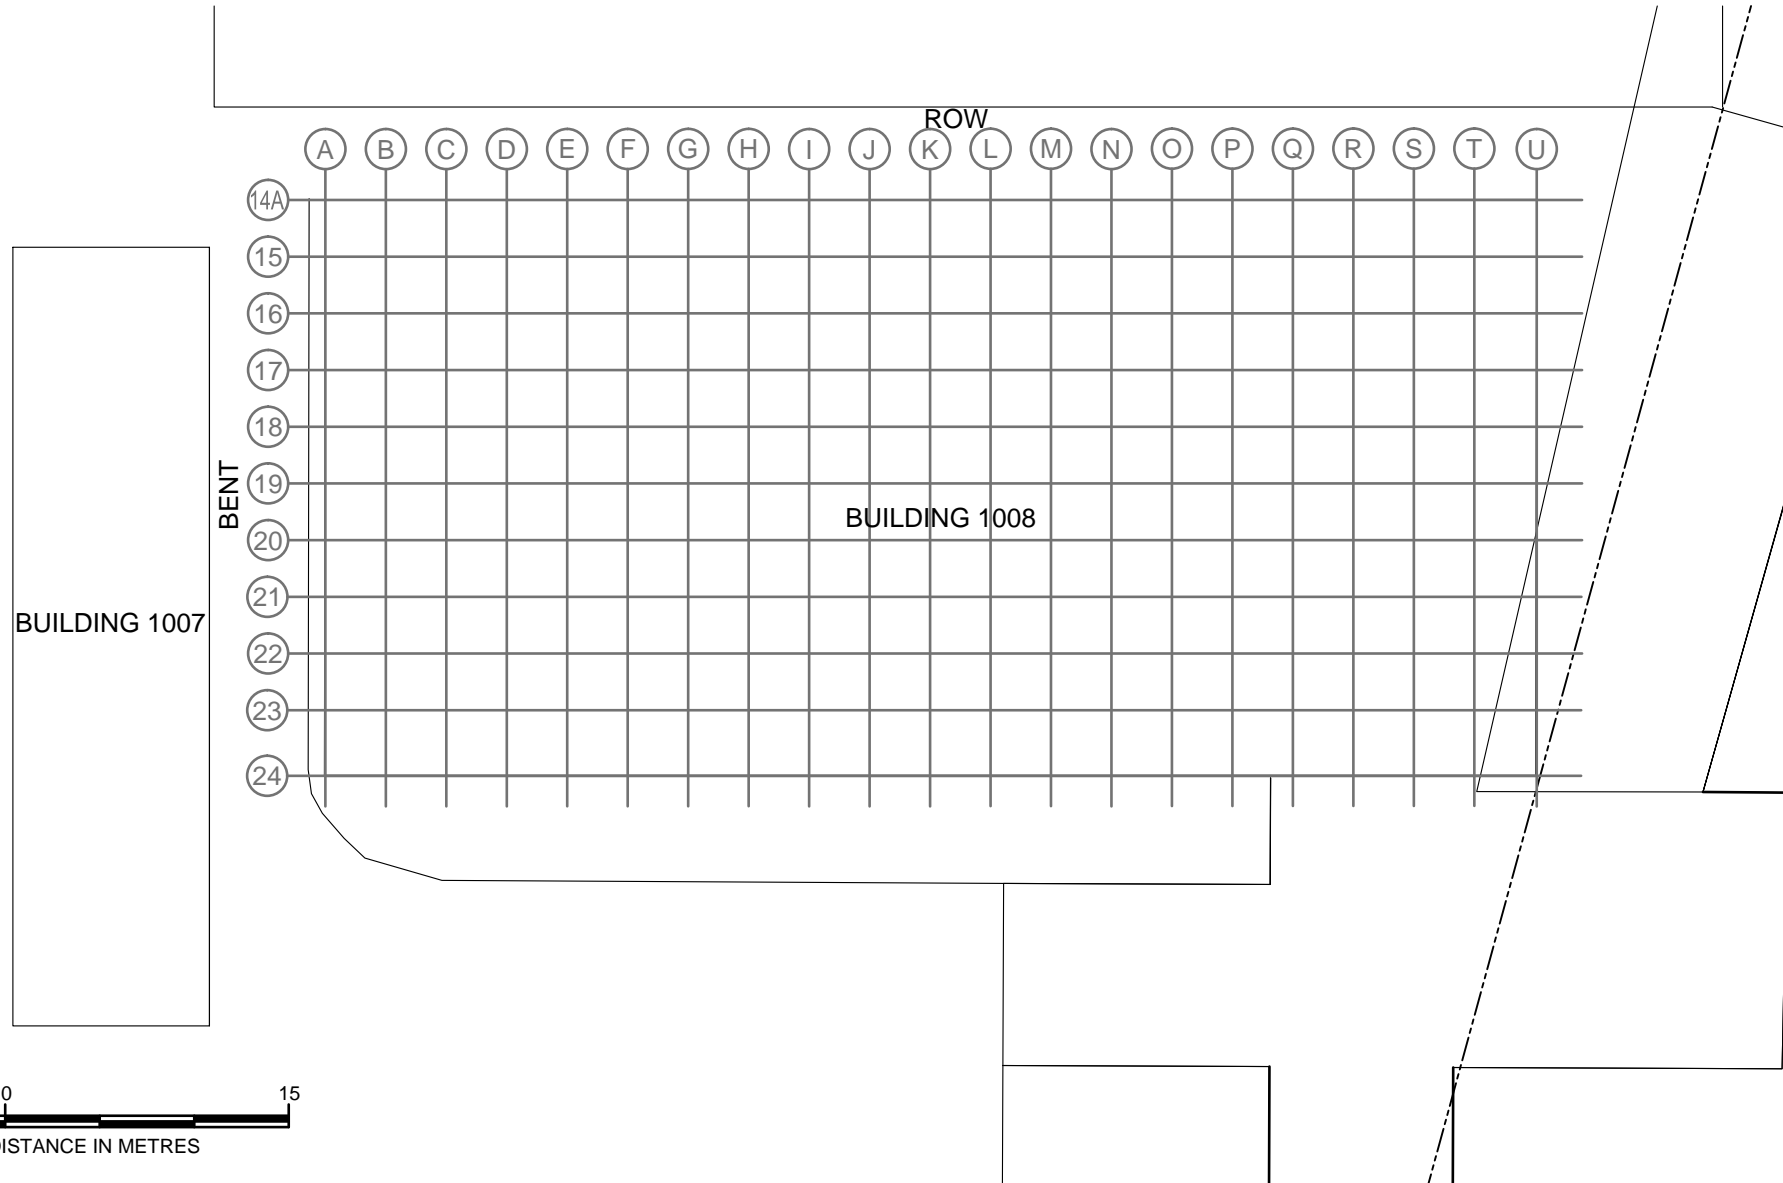 ROW
A B C D E F G H I J K L M N O P Q R S T U
14A
15
16
17
18
19
BENT
BUILDING 1008
20
21
BUILDING 1007
22
23
24
0 15
DISTANCE IN METRES